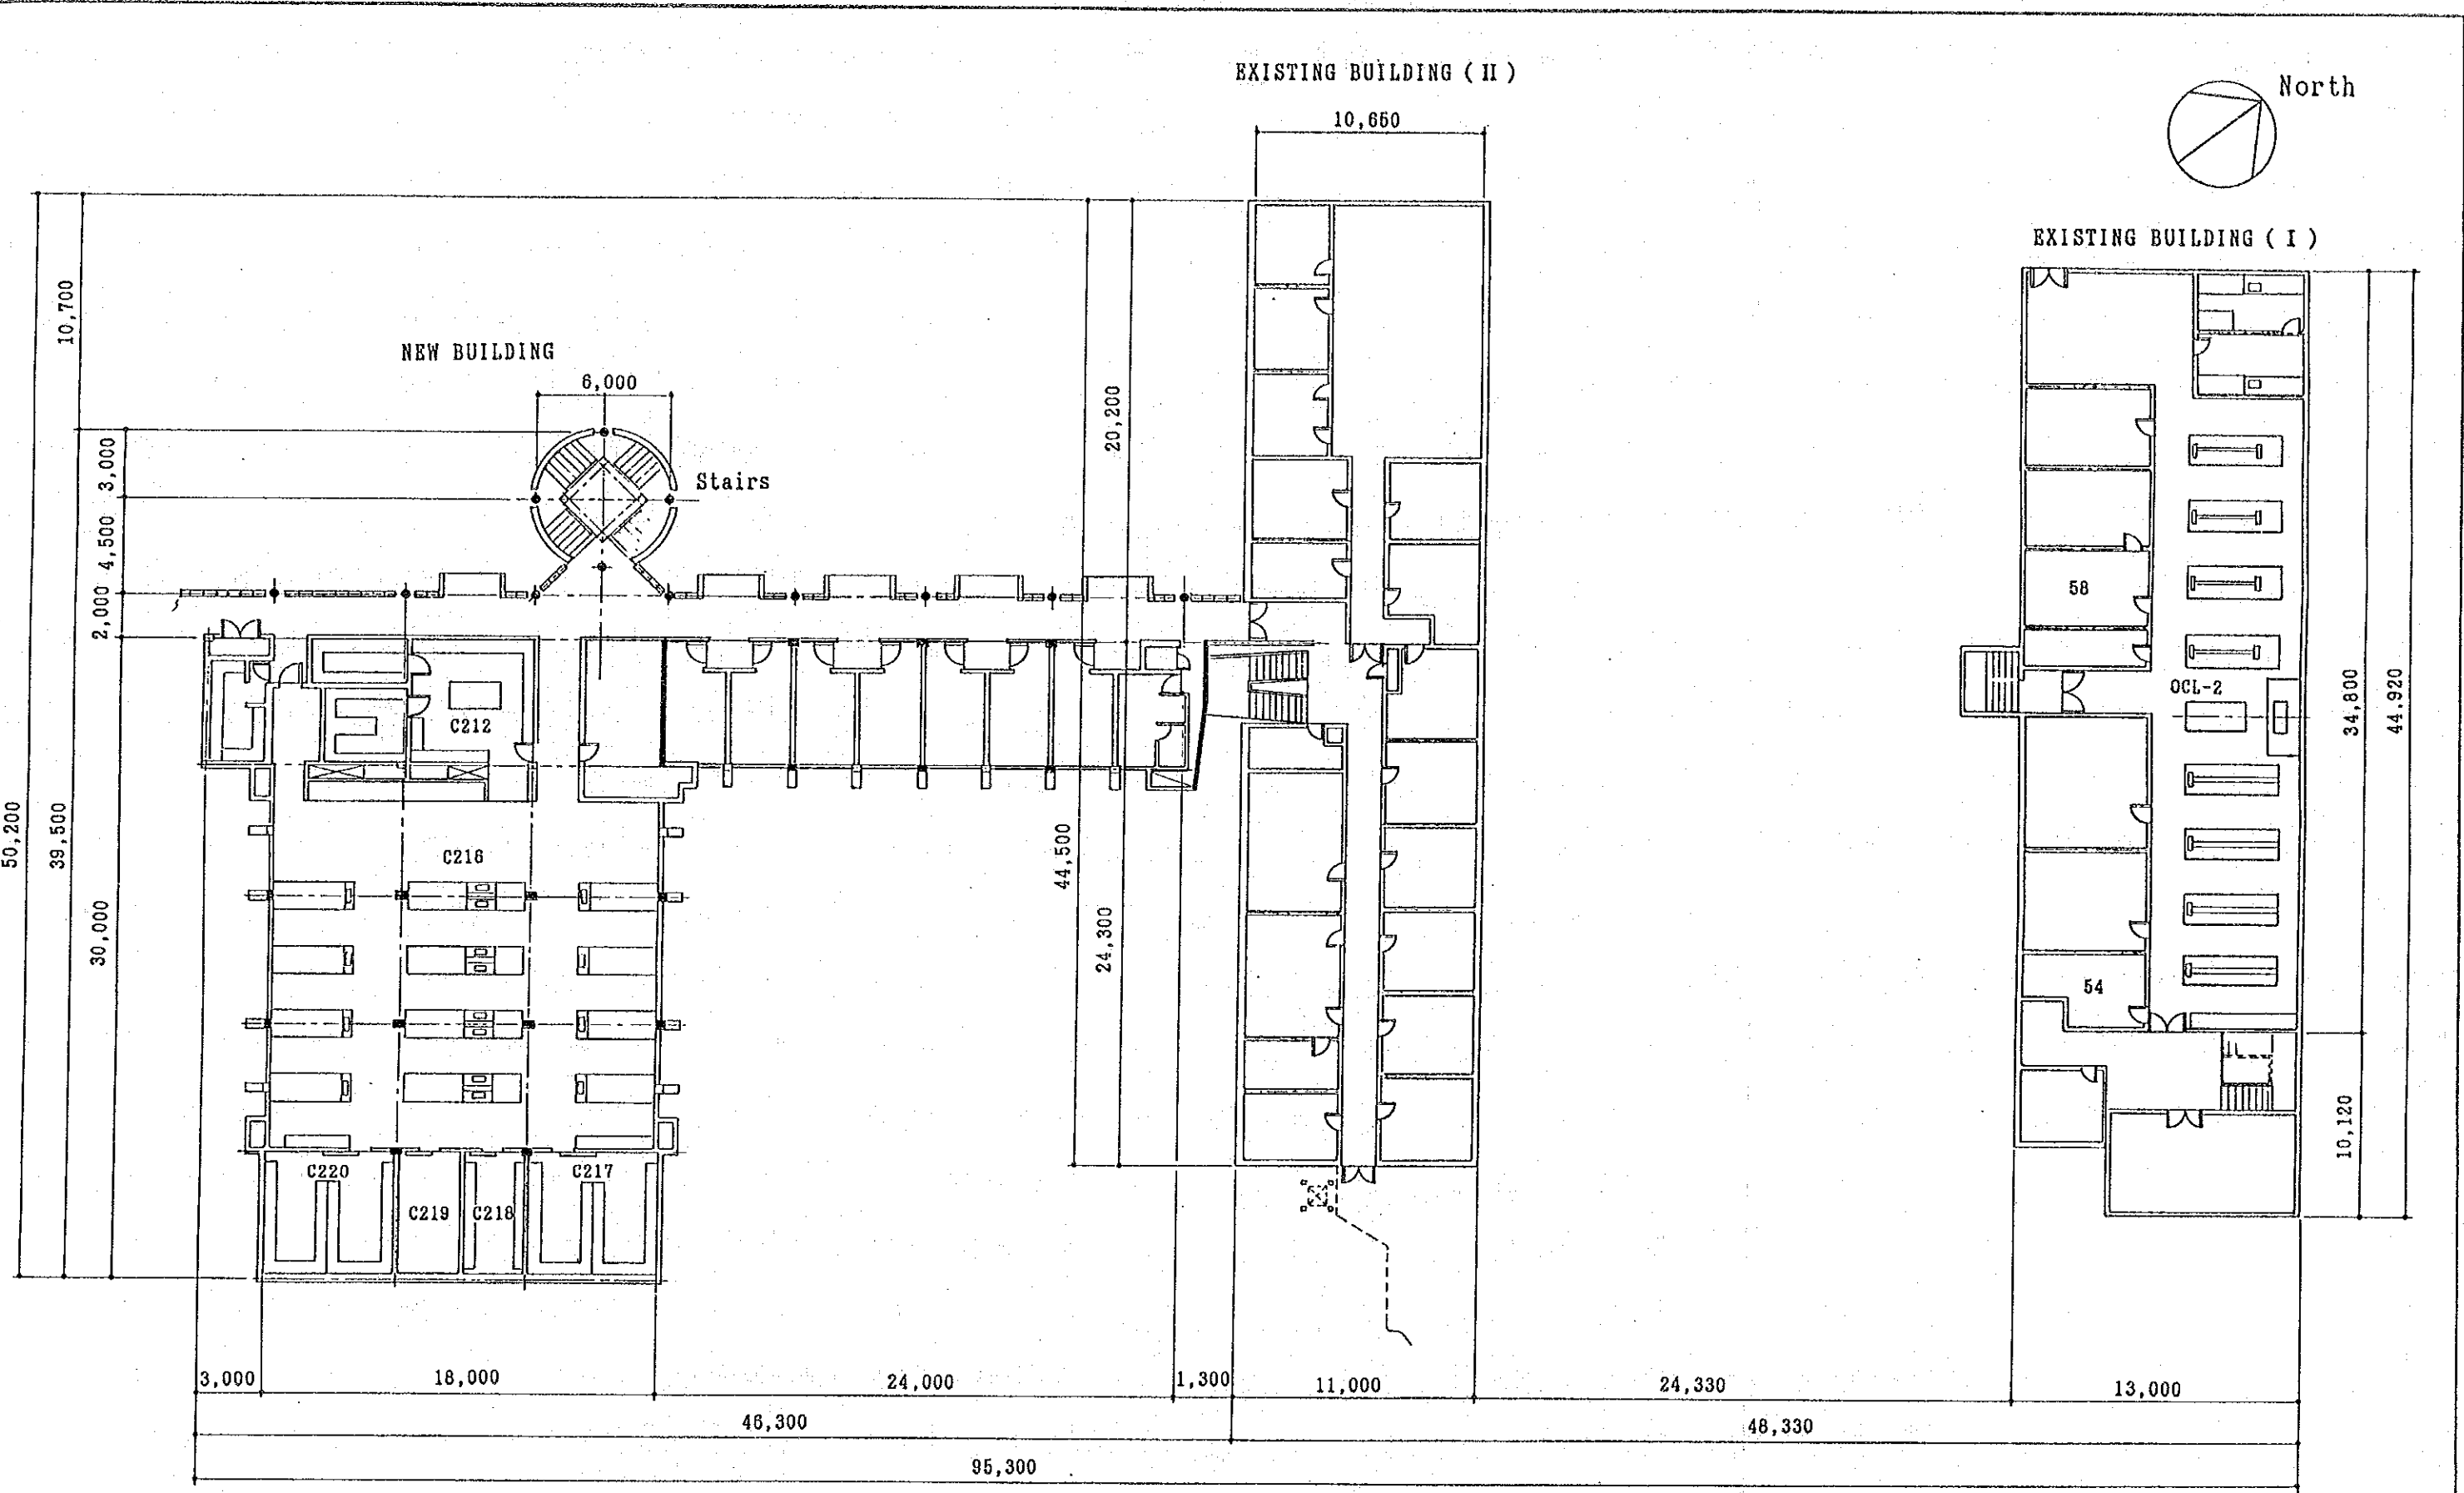 EXISTING BUILDING ( II )
North
10,660
EXISTING BUILDING ( I )
10,700
NEW BUILDING
6,000
20,200
3,000
Stairs
4,500
58
2,000
OCL-2
C212
34,800
44.920
50,200
39,500
C216
44,500
30,000
24,300
54
10,120
C220
C217
C219
C218
3,000
18,000
24,000
1,300
11,000
24,330
13,000
46,300
48,330
95,300